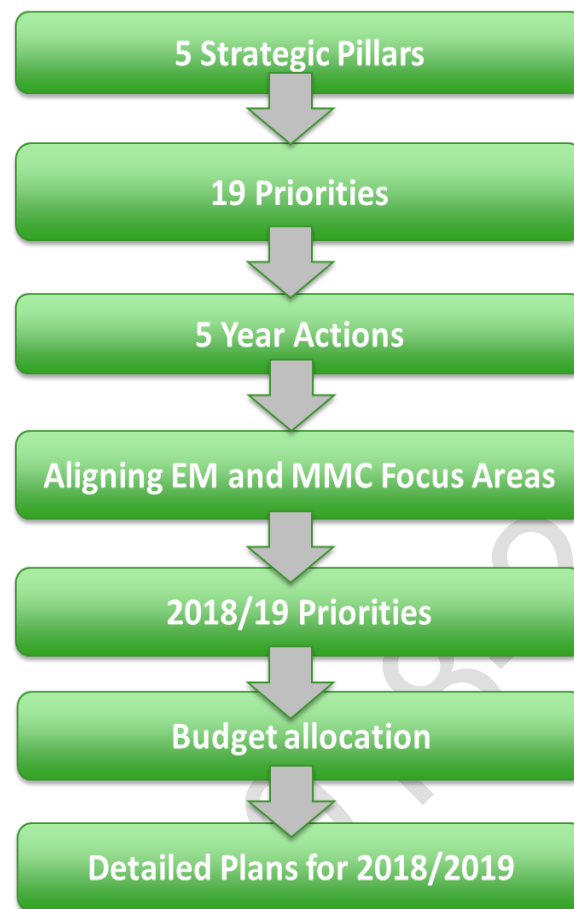 5 Strategic Pillars
19 Priorities
5 Year Actions
Aligning EM and MMC Focus Areas
2018/19 Priorities
Budget allocation
Detailed Plans for 2018/2019